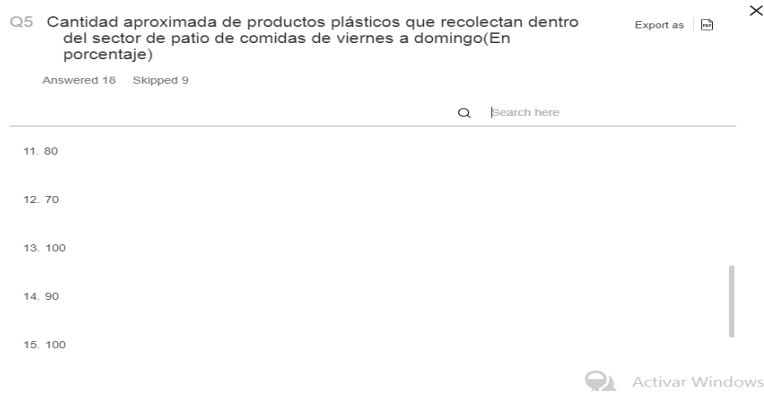 Q5 Cantidad aproximada de productos plásticos que recolectan dentro
del sector de patio de comidas de viernes a domingo(En
porcentaje)
Export as PDF
Answered 18 Skipped 9
Search here
11. 80
12. 70
13. 100
14. 90
15. 100
Activar Windows